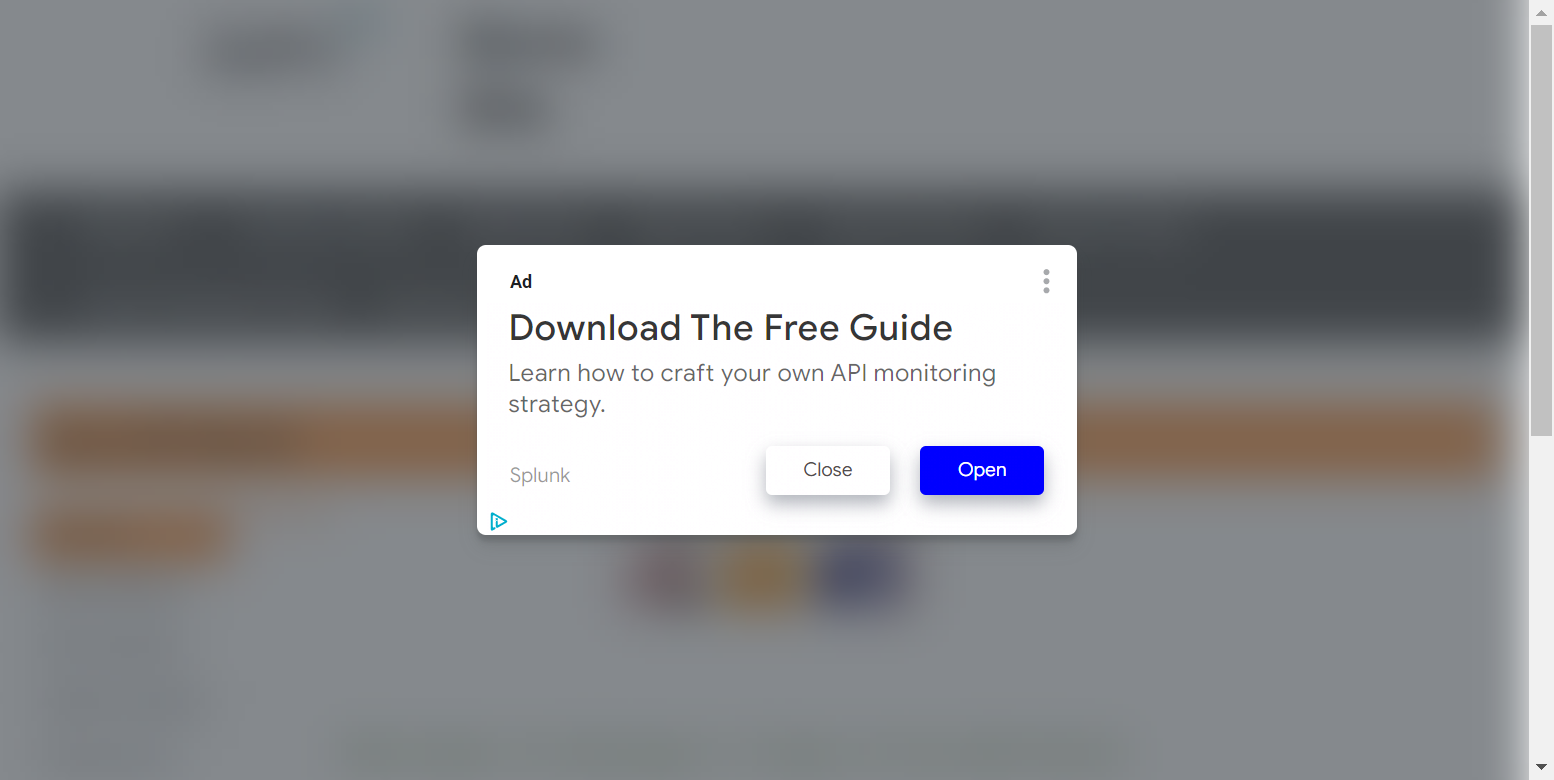 Ad
Download The Free Guide
Learn how to craft your own API monitoring
strategy.
Splunk
Close
Open